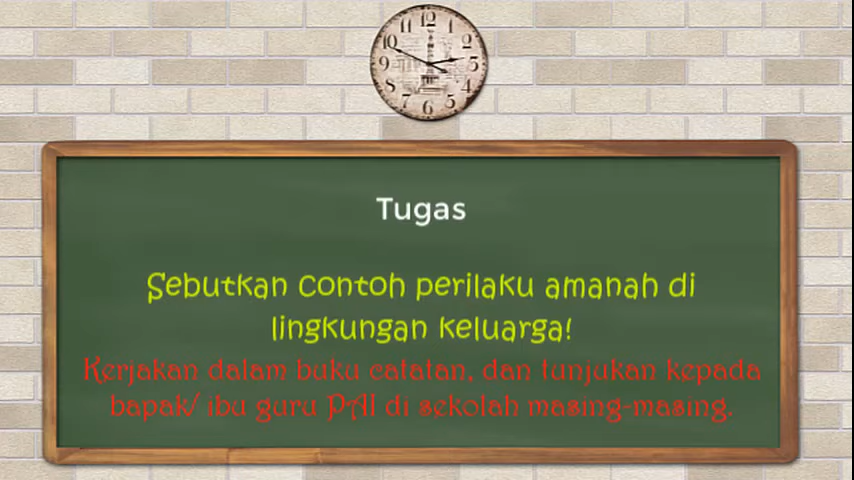 Tugas
Sebutkan contoh perilaku amanah di
lingkungan keluarga!
Kerjakan dalam buku catatan, dan tunjukan kepada
bapak/ ibu guru PAI di sekolah masing-masing.